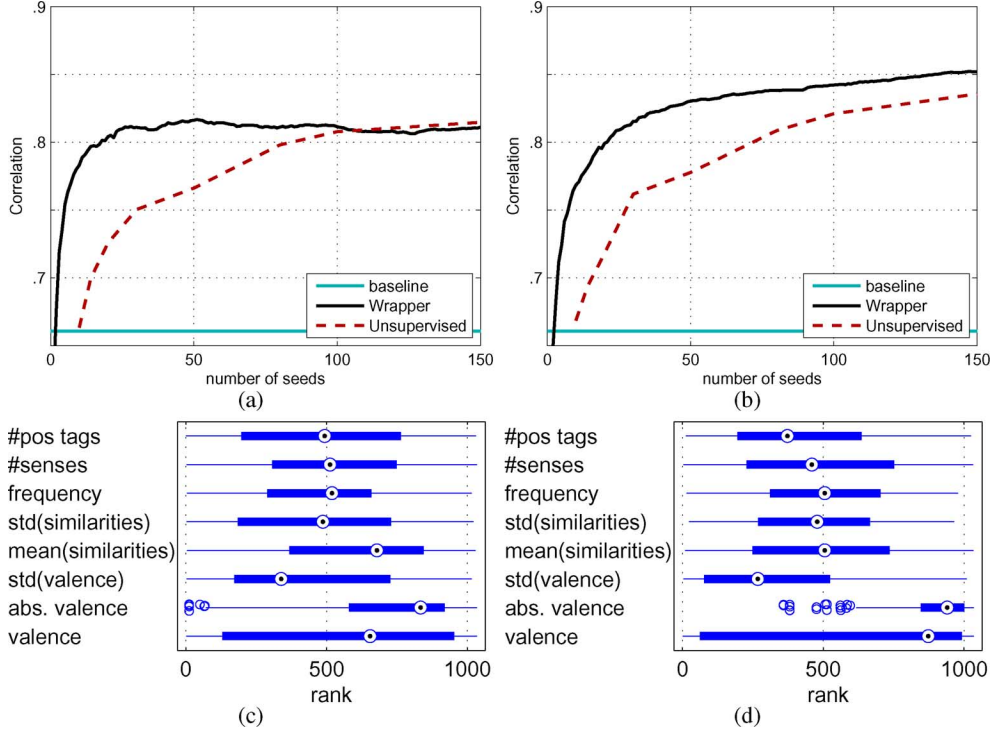 .9
.8
.7
Correlation
0 50 100 150
number of seeds
baseline
Wrapper
Unsupervised
(a)
.9
.8
.7
Correlation
0 50 100 150
number of seeds
baseline
Wrapper
Unsupervised
(b)
#pos tags
#senses
frequency
std(similarities)
mean(similarities)
std(valence)
abs. valence
valence
0 500 1000
rank
(c)
#pos tags
#senses
frequency
std(similarities)
mean(similarities)
std(valence)
abs. valence
valence
0 500 1000
rank
(d)